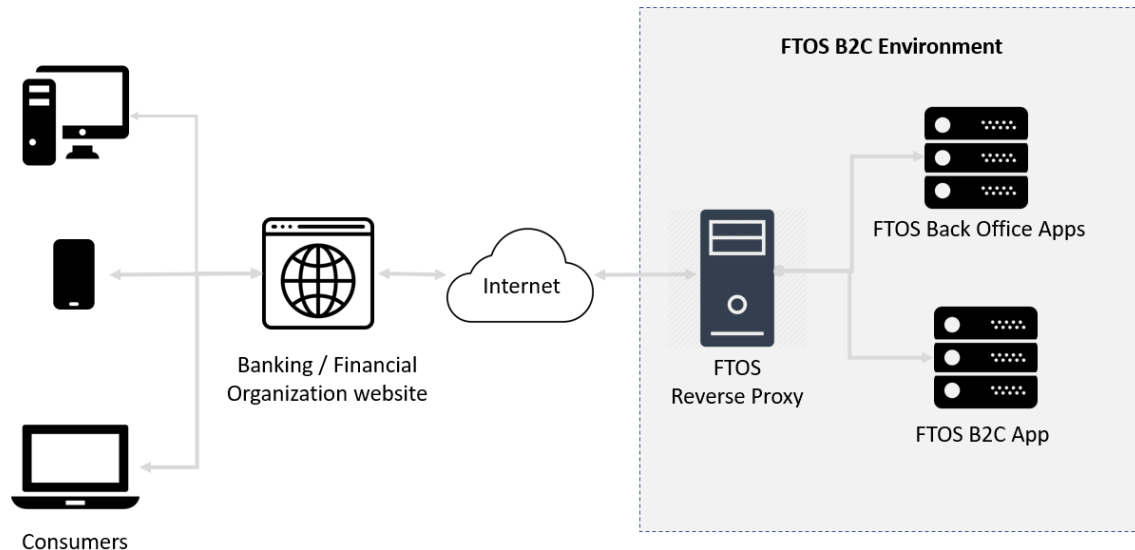 FTOS B2C Environment
FTOS Back Office Apps
Internet
Banking / Financial
Organization website
FTOS
Reverse Proxy
FTOS B2C App
Consumers